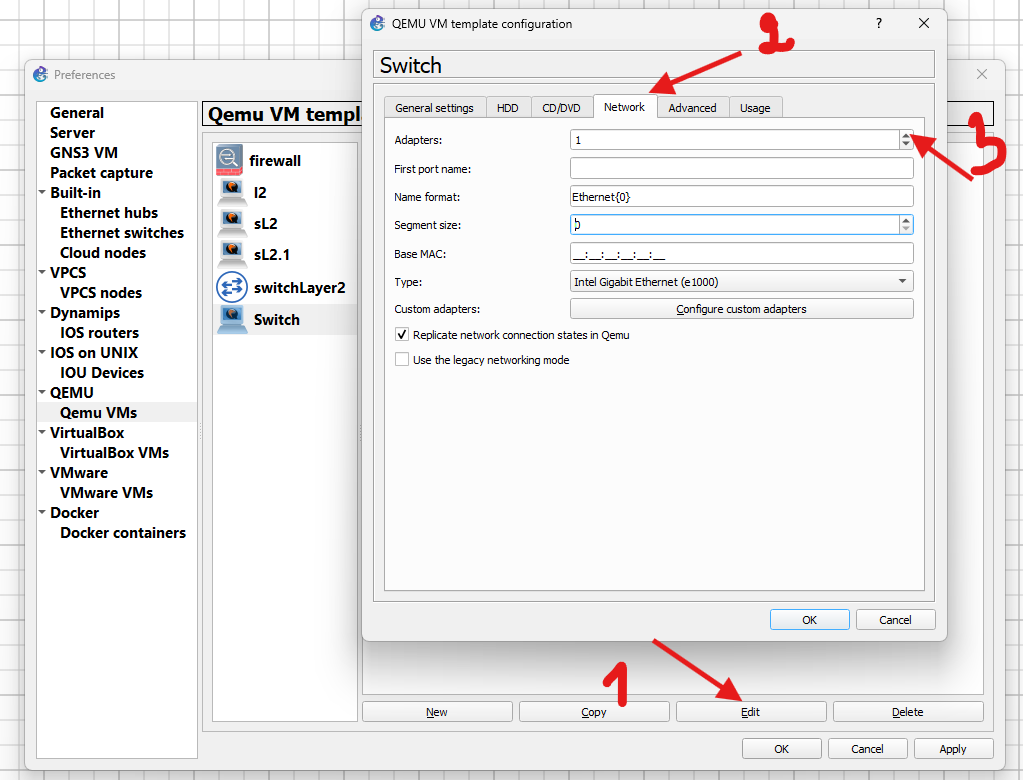 QEMU VM template configuration
?
2
Switch
Preferences
General
Server
GNS3 VM
Packet capture
Built-in
Ethernet hubs
Ethernet switches
Cloud nodes
VPCS
VPCS nodes
Dynamips
IOS routers
IOS on UNIX
IOU Devices
QEMU
Qemu VMs
VirtualBox
VirtualBox VMs
VMware
VMware VMs
Docker
Docker containers
Qemu VM templ
firewall
l2
sL2
sL2.1
switchLayer2
Switch
General settings HDD CD/DVD Network Advanced Usage
Adapters: 1
3
First port name:
Name format: Ethernet{0}
Segment size: 0
Base MAC: __:__:__:__:__:__
Type: Intel Gigabit Ethernet (e1000)
Custom adapters: Configure custom adapters
Replicate network connection states in Qemu
Use the legacy networking mode
OK Cancel
1
New Copy Edit Delete
OK Cancel Apply